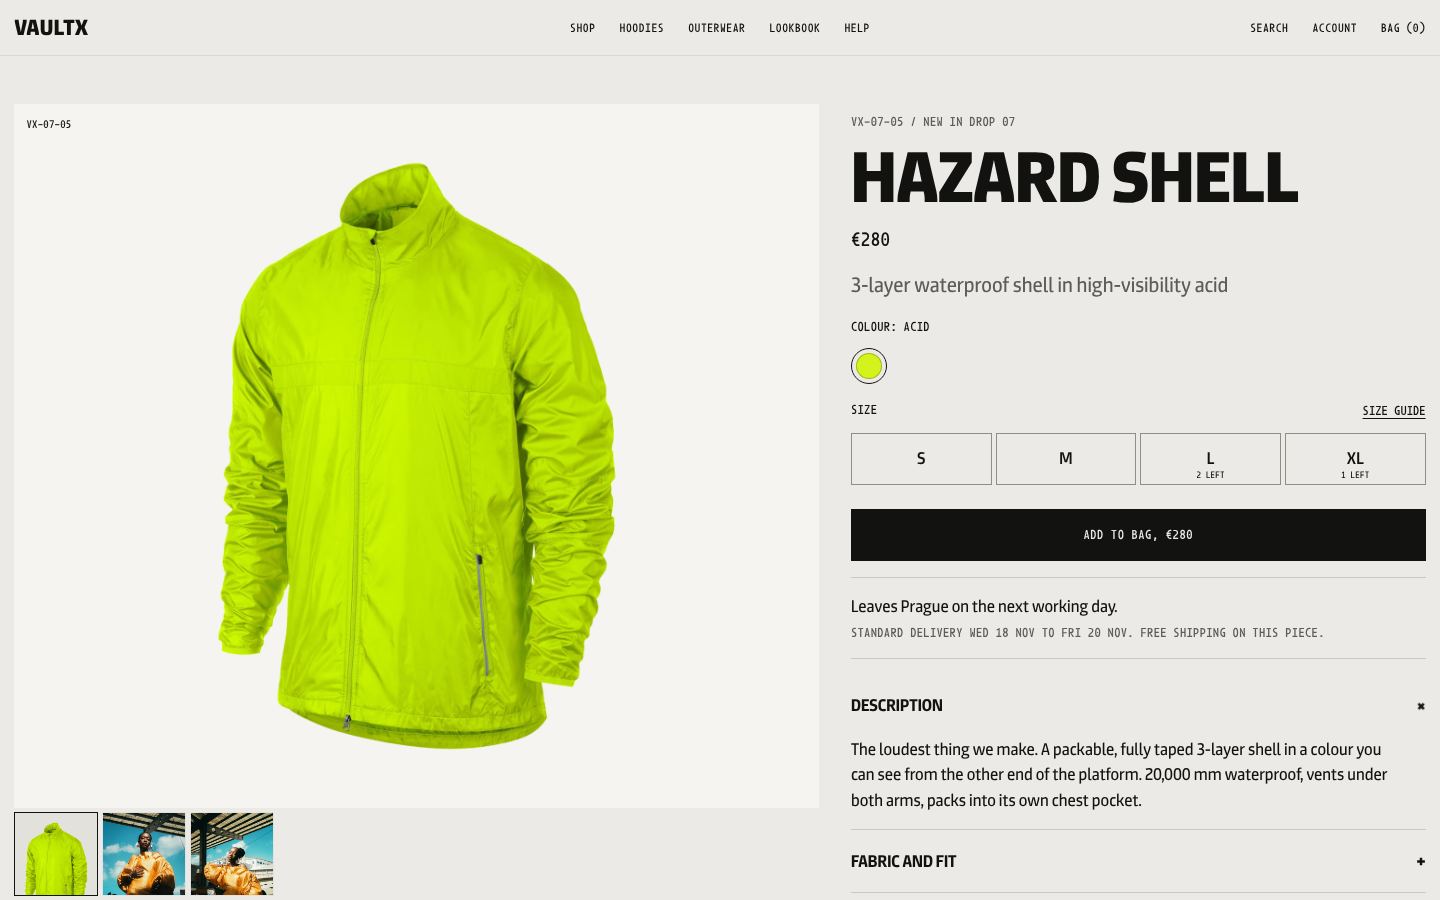 VAULTX
SHOP
HOODIES
OUTERWEAR
LOOKBOOK
HELP
SEARCH
ACCOUNT
BAG (0)
VX-07-05
VX-07-05 / NEW IN DROP 07
HAZARD SHELL
€280
3-layer waterproof shell in high-visibility acid
COLOUR: ACID
SIZE
SIZE GUIDE
S
M
L
2 LEFT
XL
1 LEFT
ADD TO BAG, €280
Leaves Prague on the next working day.
STANDARD DELIVERY WED 18 NOV TO FRI 20 NOV. FREE SHIPPING ON THIS PIECE.
DESCRIPTION
The loudest thing we make. A packable, fully taped 3-layer shell in a colour you
can see from the other end of the platform. 20,000 mm waterproof, vents under
both arms, packs into its own chest pocket.
FABRIC AND FIT